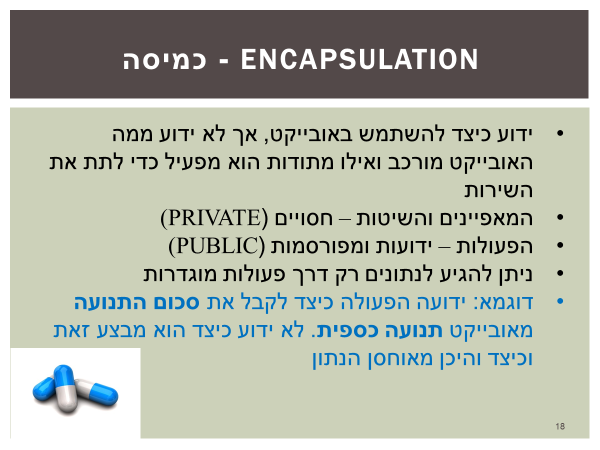 כמיסה - ENCAPSULATION
• ידוע כיצד להשתמש באובייקט, אך לא ידוע ממה
האובייקט מורכב ואילו מתודות הוא מפעיל כדי לתת את
השירות
• המאפיינים והשיטות – חסויים (PRIVATE)
• הפעולות – ידועות ומפורסמות (PUBLIC)
• ניתן להגיע לנתונים רק דרך פעולות מוגדרות
• דוגמא: ידועה הפעולה כיצד לקבל את סכום התנועה
מאובייקט תנועה כספית. לא ידוע כיצד הוא מבצע זאת
וכיצד והיכן מאוחסן הנתון
18